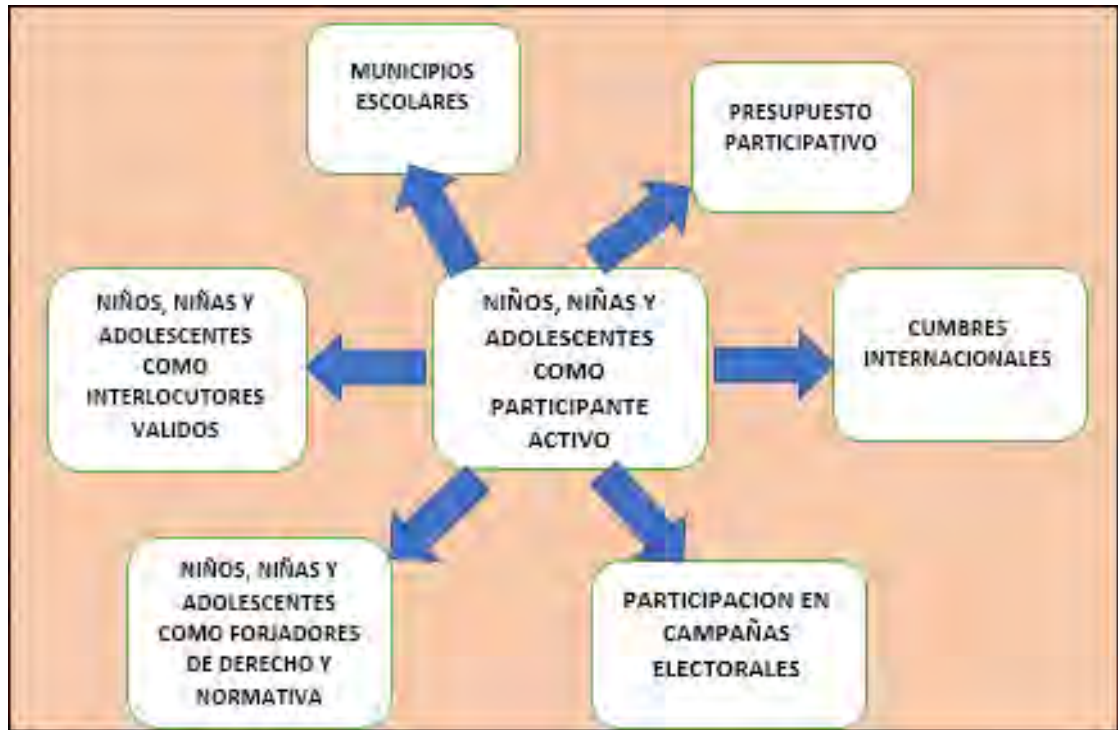 MUNICIPIOS
ESCOLARES
PRESUPUESTO
PARTICIPATIVO
NIÑOS, NIÑAS Y
ADOLESCENTES
COMO
INTERLOCUTORES
VALIDOS
NIÑOS, NIÑAS Y
ADOLESCENTES
COMO
PARTICIPANTE
ACTIVO
CUMBRES
INTERNACIONALES
NIÑOS, NIÑAS Y
ADOLESCENTES
COMO FORJADORES
DE DERECHO Y
NORMATIVA
PARTICIPACION EN
CAMPAÑAS
ELECTORALES